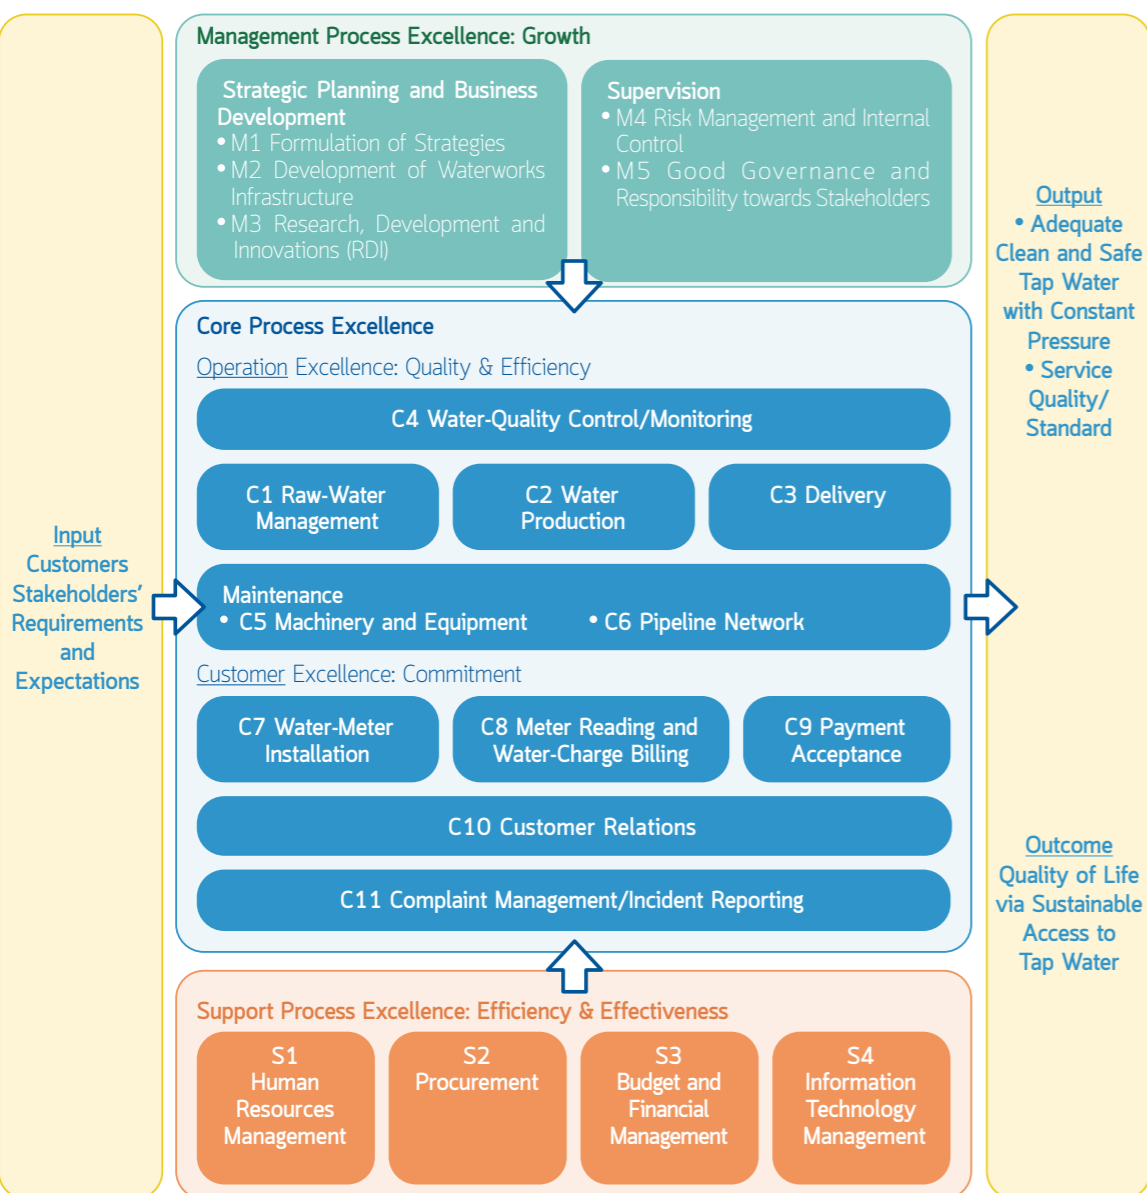 Management Process Excellence: Growth
Strategic Planning and Business
Development
• M1 Formulation of Strategies
• M2 Development of Waterworks
Infrastructure
• M3 Research, Development and
Innovations (RDI)
Supervision
• M4 Risk Management and Internal
Control
• M5 Good Governance and
Responsibility towards Stakeholders
Input
Customers
Stakeholders’
Requirements
and
Expectations
Core Process Excellence
Operation Excellence: Quality & Efficiency
C4 Water-Quality Control/Monitoring
C1 Raw-Water
Management
C2 Water
Production
C3 Delivery
Maintenance
• C5 Machinery and Equipment
• C6 Pipeline Network
Customer Excellence: Commitment
C7 Water-Meter
Installation
C8 Meter Reading and
Water-Charge Billing
C9 Payment
Acceptance
C10 Customer Relations
C11 Complaint Management/Incident Reporting
Support Process Excellence: Efficiency & Effectiveness
S1
Human
Resources
Management
S2
Procurement
S3
Budget and
Financial
Management
S4
Information
Technology
Management
Output
• Adequate
Clean and Safe
Tap Water
with Constant
Pressure
• Service
Quality/
Standard
Outcome
Quality of Life
via Sustainable
Access to
Tap Water